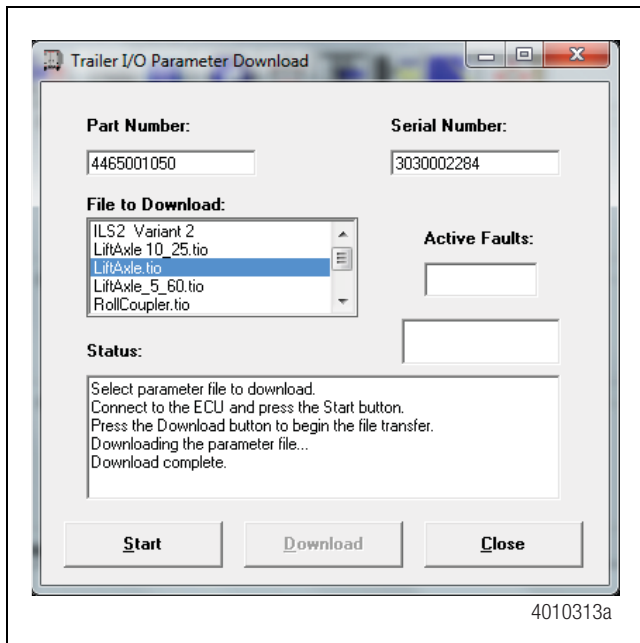 Trailer I/O Parameter Download
Part Number:
Serial Number:
4465001050
3030002284
File to Download:
ILS2 Variant 2
LiftAxle 10_25.tio
LiftAxle.tio
LiftAxle_5_60.tio
RollCoupler.tio
Active Faults:
Status:
Select parameter file to download.
Connect to the ECU and press the Start button.
Press the Download button to begin the file transfer.
Downloading the parameter file...
Download complete.
Start
Download
Close
4010313a